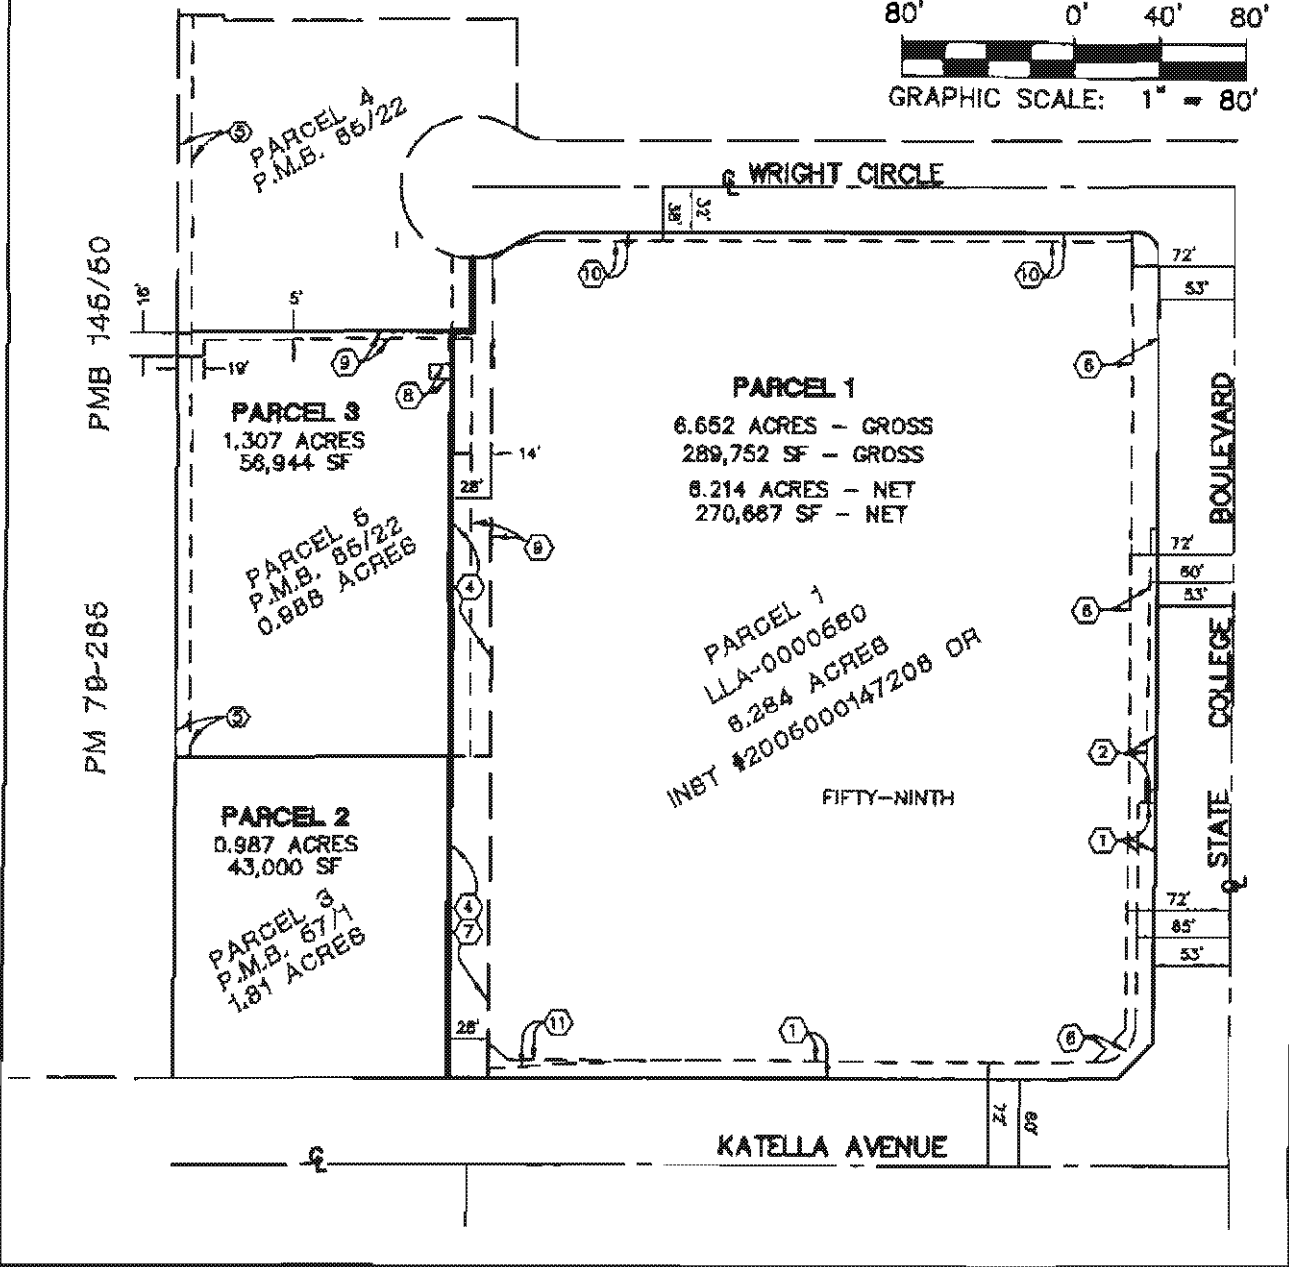 80' 0' 40' 80'
GRAPHIC SCALE: 1" = 80'
PARCEL 4
P.M.B. 86/22
5
℄ WRIGHT CIRCLE
38' 32'
10
10
72'
53'
PMB 145/50
16'
5'
19'
9
8
6
PARCEL 3
1.307 ACRES
56,944 SF
PARCEL 1
6.652 ACRES - GROSS
289,752 SF - GROSS
6.214 ACRES - NET
270,667 SF - NET
14'
28'
9
PARCEL 5
P.M.B. 86/22
0.988 ACRES
4
72'
60'
53'
6
PARCEL 1
LLA-0000680
6.284 ACRES
INST #2006000147208 OR
STATE COLLEGE BOULEVARD
℄
PM 79-265
5
2
FIFTY-NINTH
1
PARCEL 2
0.987 ACRES
43,000 SF
PARCEL 3
P.M.B. 67/1
1.81 ACRES
4
7
72'
65'
53'
28'
11
1
6
72' 60'
KATELLA AVENUE
℄